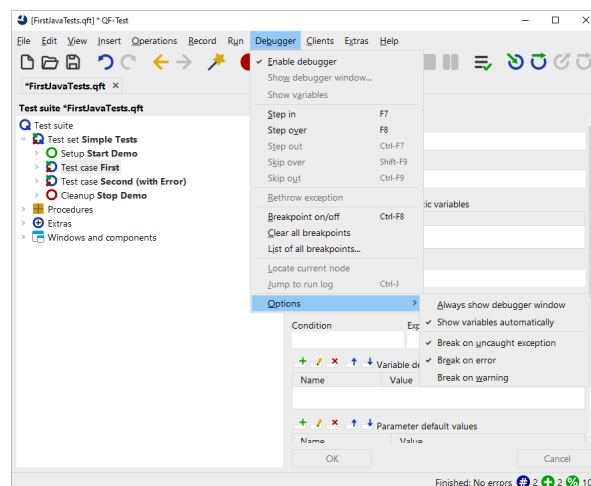 [FirstJavaTests.qft] * QF-Test
File Edit View Insert Operations Record Run Debugger Clients Extras Help
*FirstJavaTests.qft ×
Test suite *FirstJavaTests.qft
Test suite
Test set Simple Tests
Setup Start Demo
Test case First
Test case Second (with Error)
Cleanup Stop Demo
Procedures
Extras
Windows and components
Enable debugger
Show debugger window...
Show variables
Step in F7
Step over F8
Step out Ctrl-F7
Skip over Shift-F9
Skip out Ctrl-F9
Rethrow exception
Breakpoint on/off Ctrl-F8
Clear all breakpoints
List of all breakpoints...
Locate current node
Jump to run log Ctrl-J
Options
Always show debugger window
Show variables automatically
Break on uncaught exception
Break on error
Break on warning
tic variables
Condition Exp
Variable de
Name Value
Parameter default values
Name Value
OK Cancel
Finished: No errors # 2 2 % 10